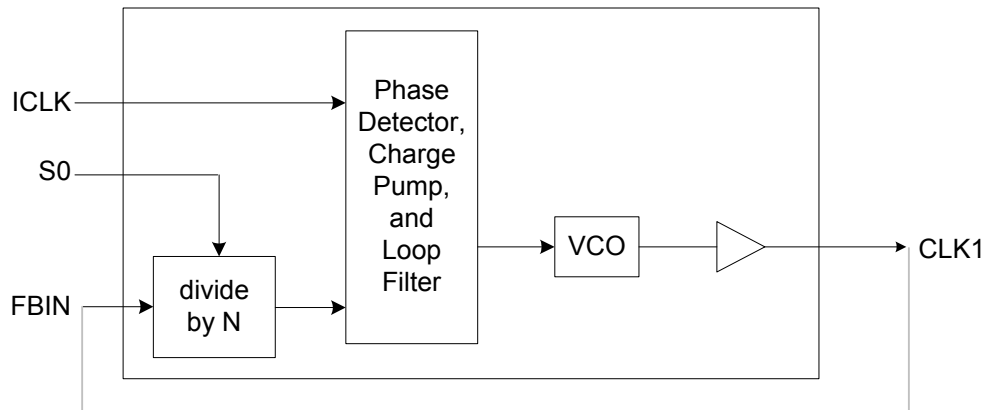 ICLK
S0
FBIN
divide
by N
Phase
Detector,
Charge
Pump,
and
Loop
Filter
VCO
CLK1